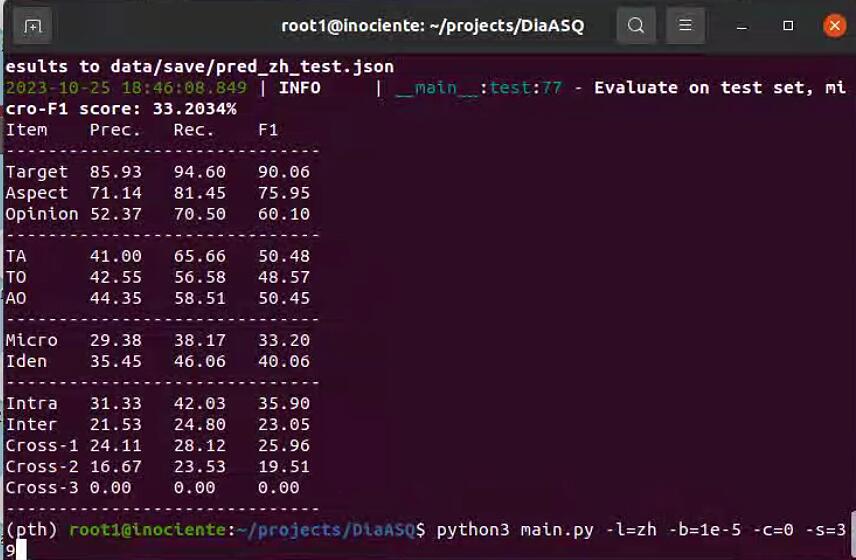 root1@inociente: ~/projects/DiaASQ
esults to data/save/pred_zh_test.json
2023-10-25 18:46:08.849 | INFO     | __main__:test:77 - Evaluate on test set, mi
cro-F1 score: 33.2034%
Item    Prec.   Rec.    F1
------------------------------
Target  85.93   94.60   90.06
Aspect  71.14   81.45   75.95
Opinion 52.37   70.50   60.10
------------------------------
TA      41.00   65.66   50.48
TO      42.55   56.58   48.57
AO      44.35   58.51   50.45
------------------------------
Micro   29.38   38.17   33.20
Iden    35.45   46.06   40.06
------------------------------
Intra   31.33   42.03   35.90
Inter   21.53   24.80   23.05
Cross-1 24.11   28.12   25.96
Cross-2 16.67   23.53   19.51
Cross-3 0.00    0.00    0.00
------------------------------
(pth) root1@inociente:~/projects/DiaASQ$ python3 main.py -l=zh -b=1e-5 -c=0 -s=3
9